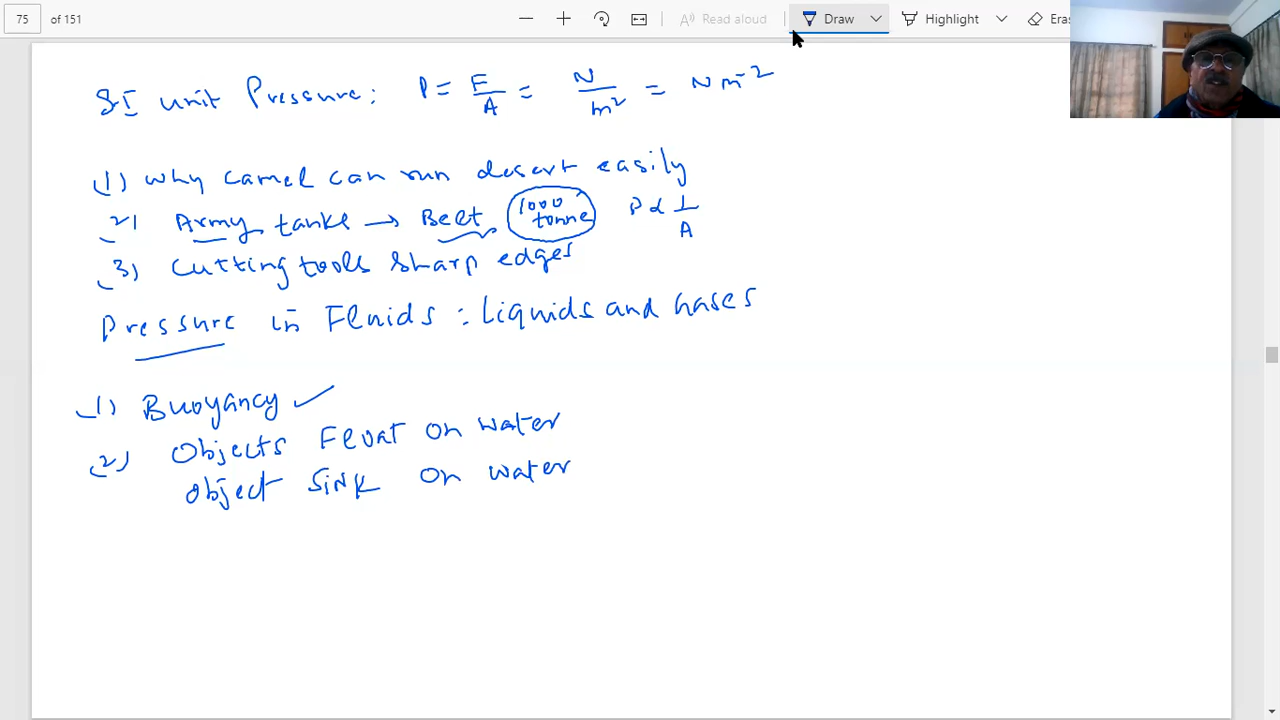 75 of 151 Read aloud Draw Highlight Eras
SI unit Pressure: P = F/A = N/m² = N m⁻²
(1) Why camel can run desert easily
(2) Army tanks → Belt 1000 tonne P ∝ 1/A
(3) Cutting tools sharp edges
Pressure in Fluids : Liquids and Gases
(1) Buoyancy ✓
(2) Objects Float on water
Object Sink on water